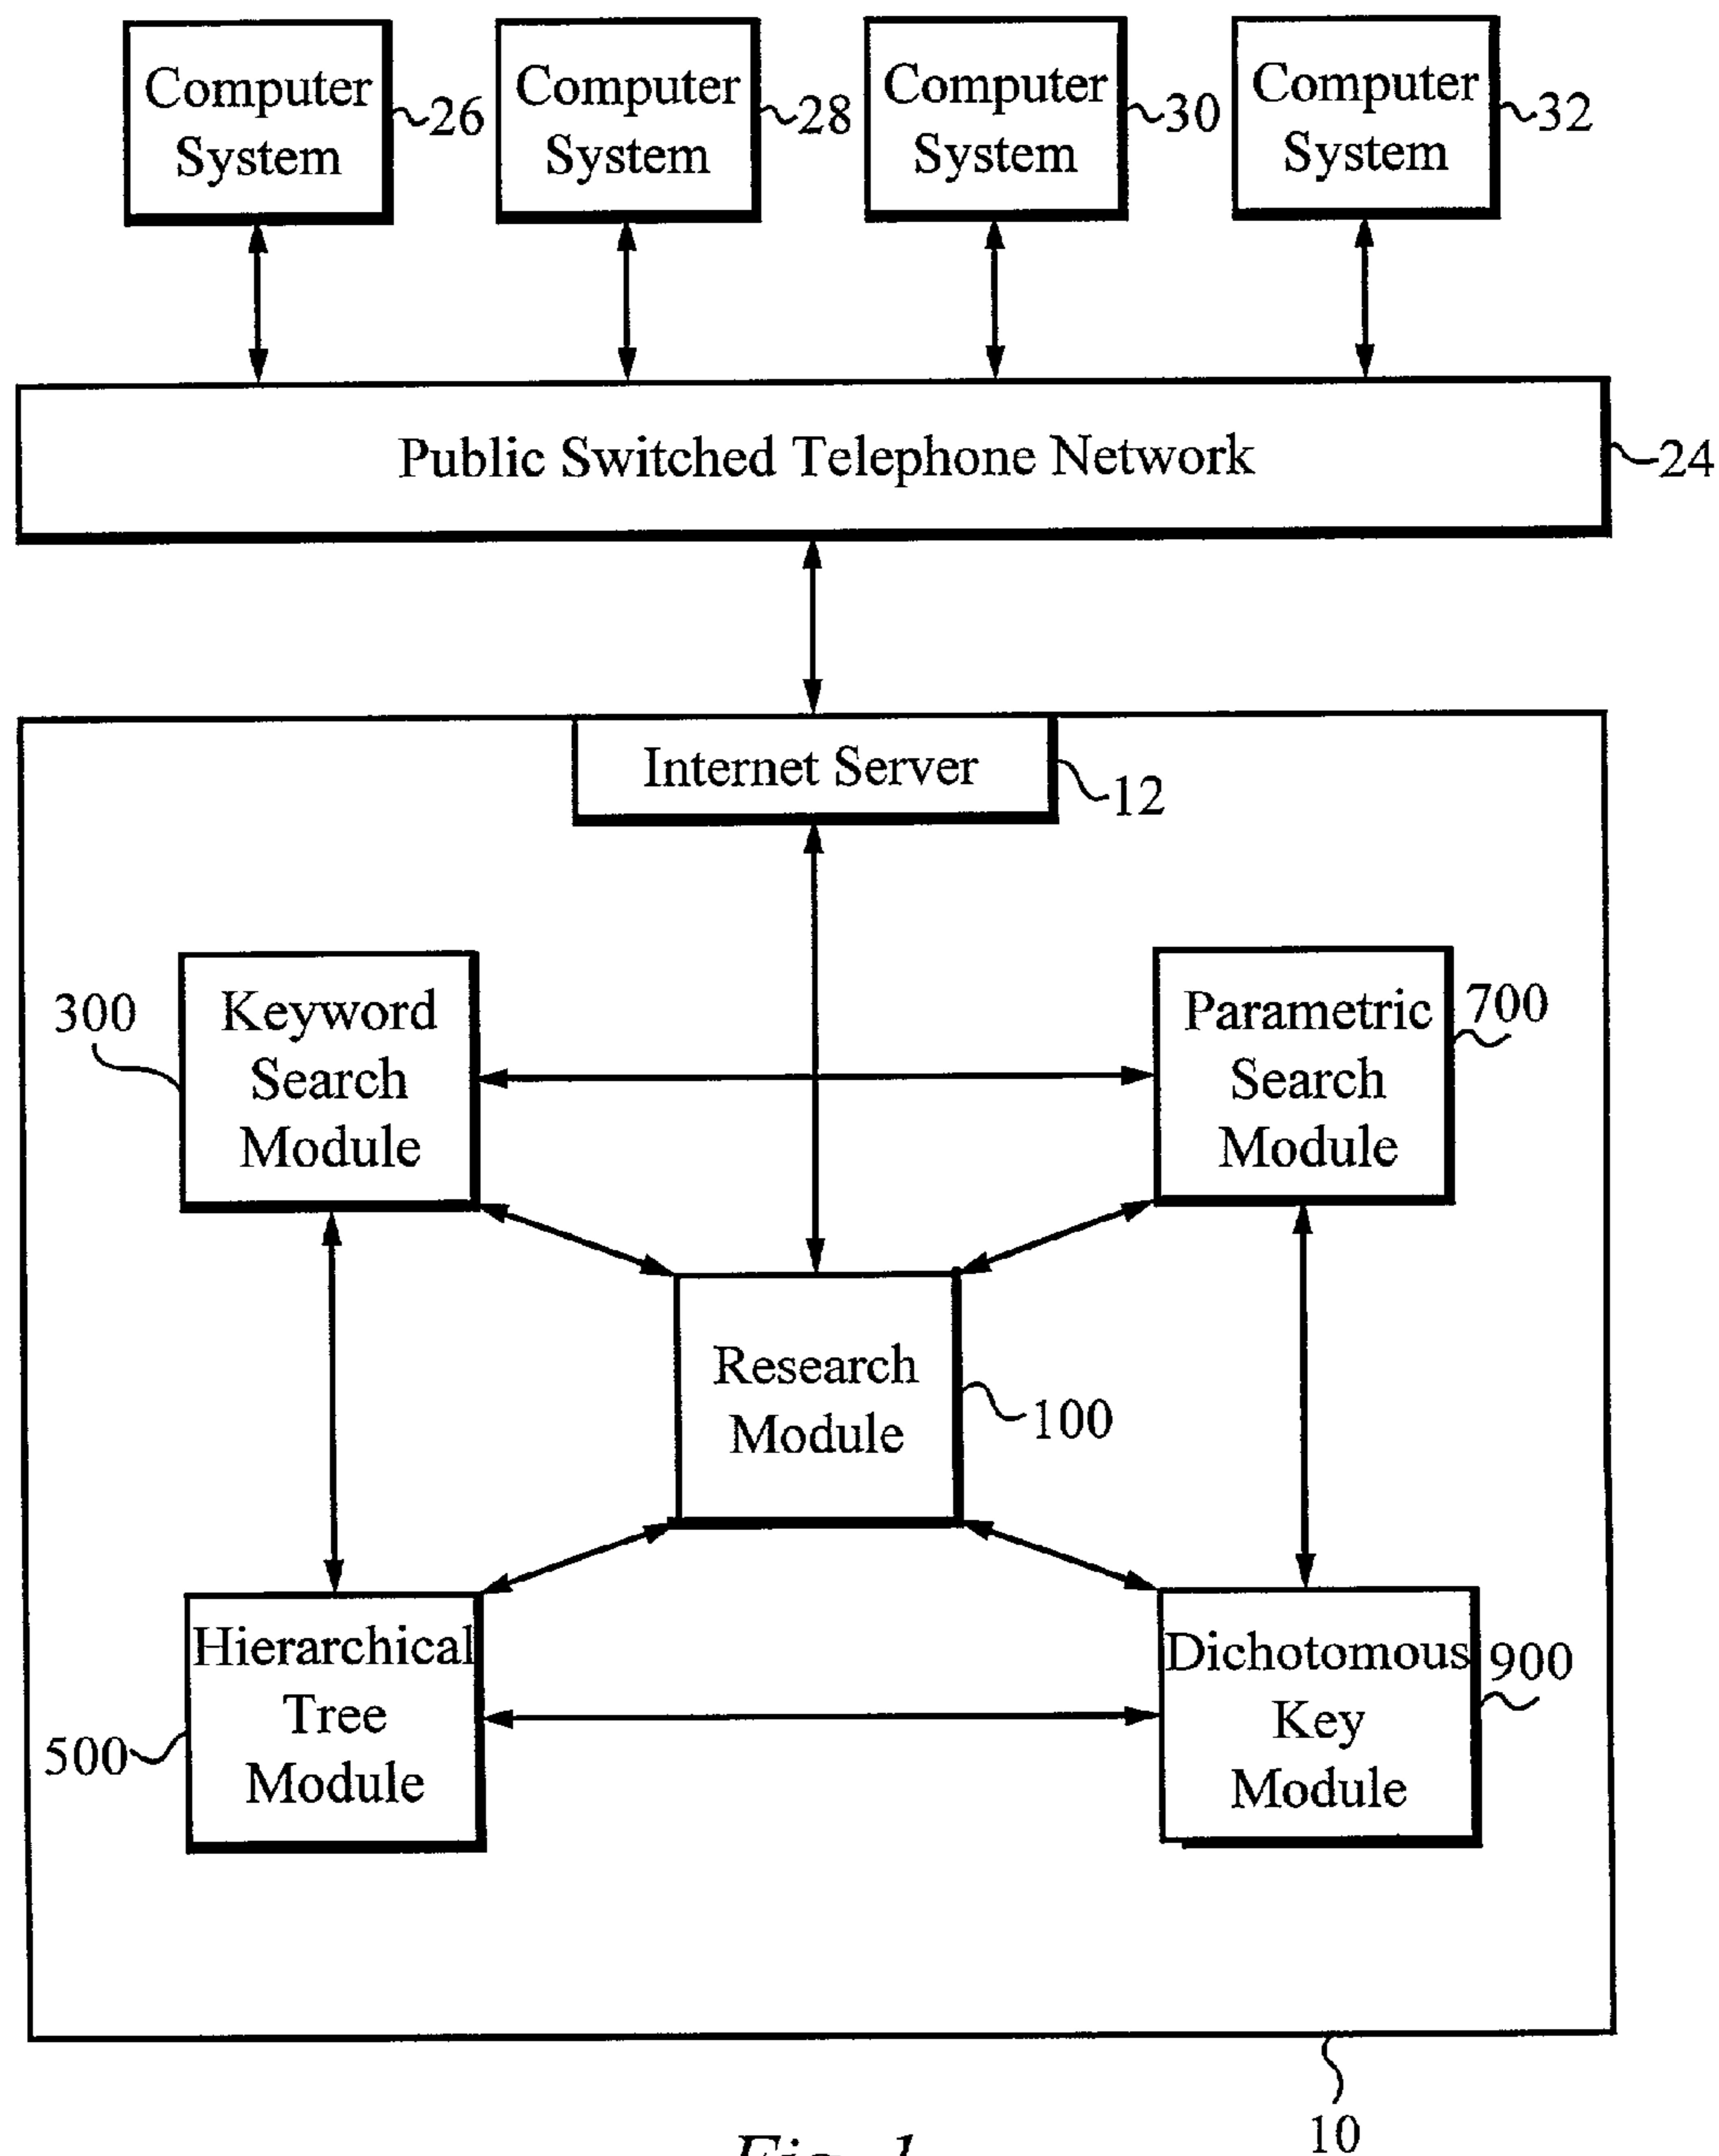 Computer
System
26
Computer
System
28
Computer
System
30
Computer
System
32
Public Switched Telephone Network
24
Internet Server
12
300
Keyword
Search
Module
Parametric
Search
Module
700
Research
Module
100
Hierarchical
Tree
Module
500
Dichotomous
Key
Module
900
10
Fig. 1